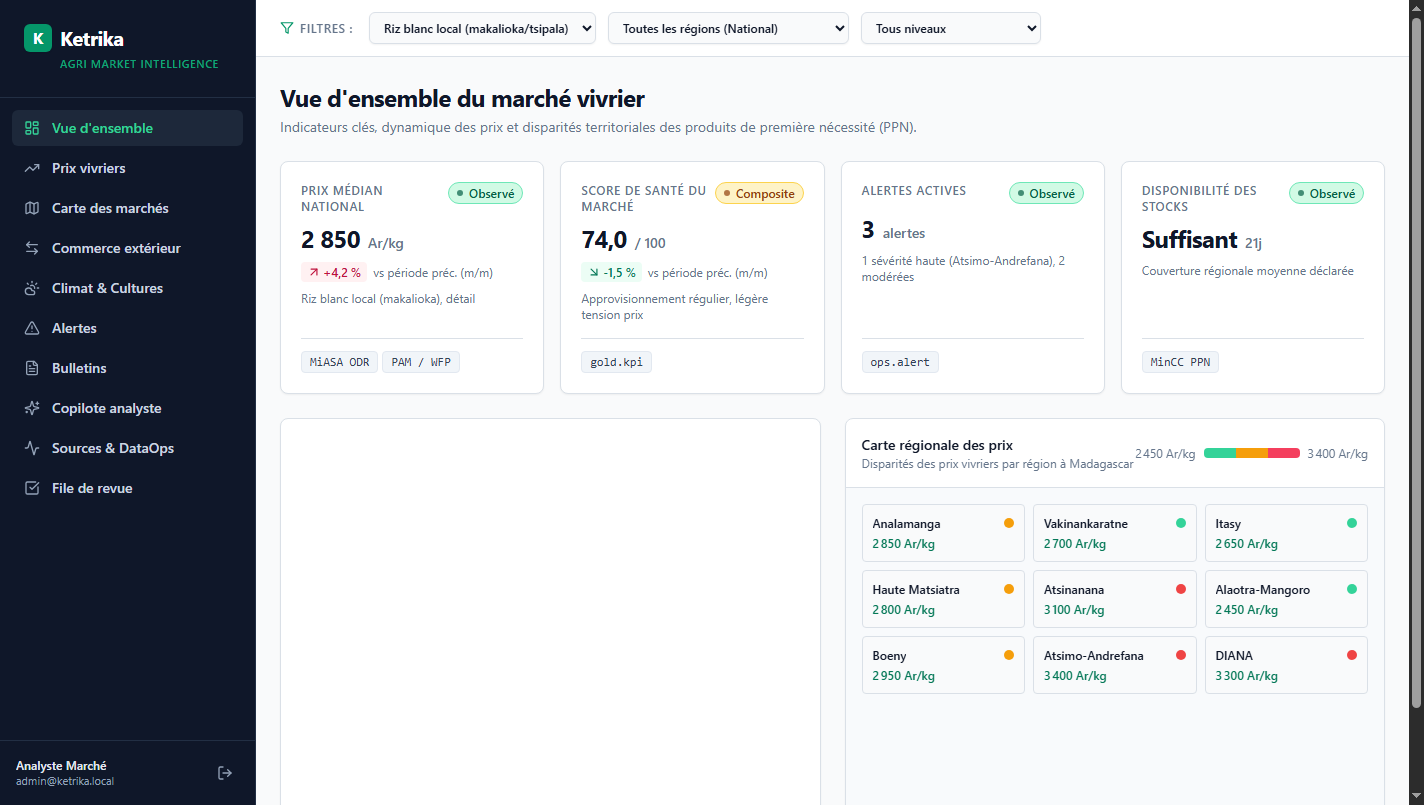 K
Ketrika
AGRI MARKET INTELLIGENCE
Vue d'ensemble
Prix vivriers
Carte des marchés
Commerce extérieur
Climat & Cultures
Alertes
Bulletins
Copilote analyste
Sources & DataOps
File de revue
Analyste Marché
admin@ketrika.local
FILTRES :
Riz blanc local (makalioka/tsipala)
Toutes les régions (National)
Tous niveaux
Vue d'ensemble du marché vivrier
Indicateurs clés, dynamique des prix et disparités territoriales des produits de première nécessité (PPN).
PRIX MÉDIAN
NATIONAL
Observé
2 850 Ar/kg
+4,2 % vs période préc. (m/m)
Riz blanc local (makalioka), détail
MiASA ODR
PAM / WFP
SCORE DE SANTÉ DU
MARCHÉ
Composite
74,0 / 100
-1,5 % vs période préc. (m/m)
Approvisionnement régulier, légère
tension prix
gold.kpi
ALERTES ACTIVES
Observé
3 alertes
1 sévérité haute (Atsimo-Andrefana), 2
modérées
ops.alert
DISPONIBILITÉ DES
STOCKS
Observé
Suffisant 21j
Couverture régionale moyenne déclarée
MinCC PPN
Carte régionale des prix
Disparités des prix vivriers par région à Madagascar
2 450 Ar/kg
3 400 Ar/kg
Analamanga
2 850 Ar/kg
Vakinankaratne
2 700 Ar/kg
Itasy
2 650 Ar/kg
Haute Matsiatra
2 800 Ar/kg
Atsinanana
3 100 Ar/kg
Alaotra-Mangoro
2 450 Ar/kg
Boeny
2 950 Ar/kg
Atsimo-Andrefana
3 400 Ar/kg
DIANA
3 300 Ar/kg